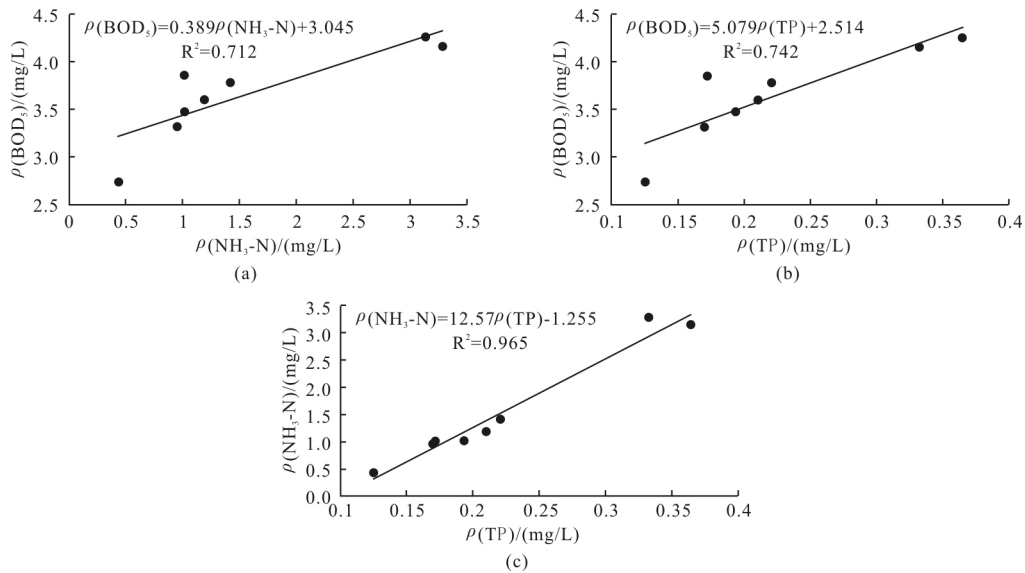 ρ(BOD₅)=0.389ρ(NH₃-N)+3.045
R²=0.712
ρ(BOD₅)/(mg/L)
4.5
4.0
3.5
3.0
2.5
0 0.5 1 1.5 2 2.5 3 3.5
ρ(NH₃-N)/(mg/L)
(a)
ρ(BOD₅)=5.079ρ(TP)+2.514
R²=0.742
ρ(BOD₅)/(mg/L)
4.5
4.0
3.5
3.0
2.5
0.1 0.15 0.2 0.25 0.3 0.35 0.4
ρ(TP)/(mg/L)
(b)
ρ(NH₃-N)=12.57ρ(TP)-1.255
R²=0.965
ρ(NH₃-N)/(mg/L)
3.5
3.0
2.5
2.0
1.5
1.0
0.5
0.0
0.1 0.15 0.2 0.25 0.3 0.35 0.4
ρ(TP)/(mg/L)
(c)